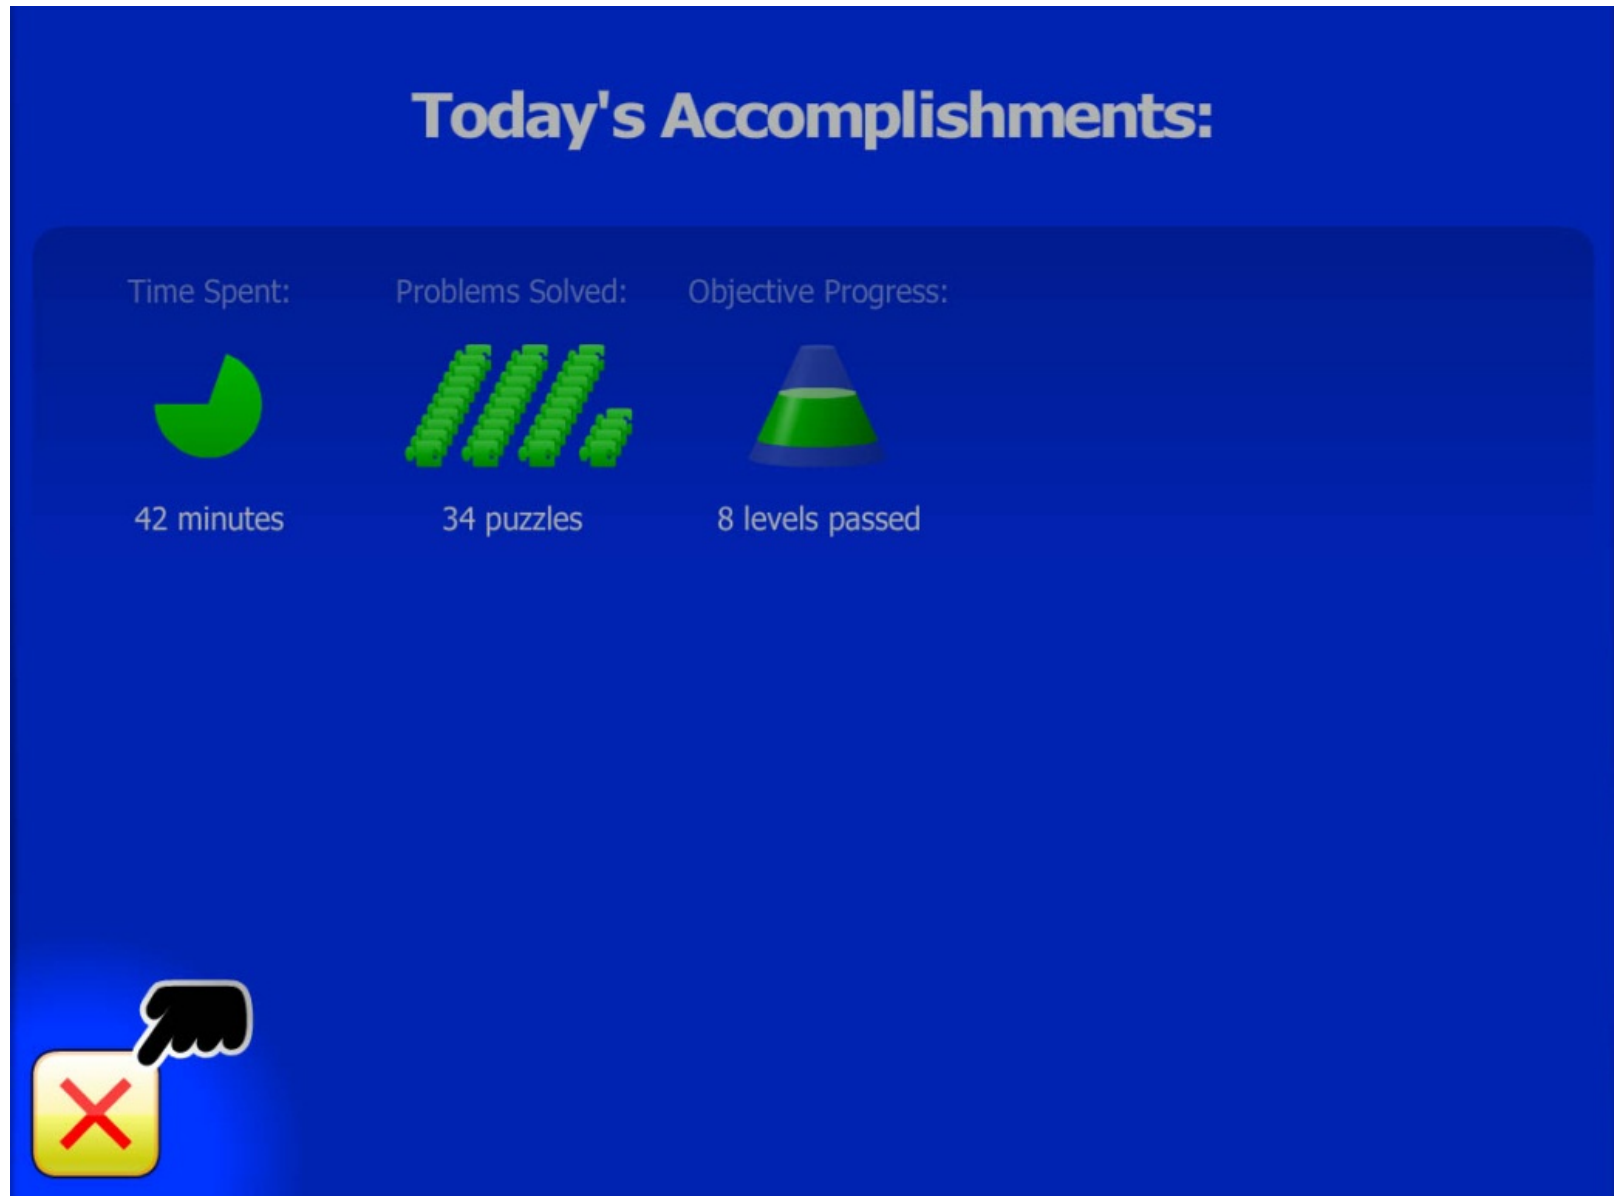 Today's Accomplishments:
Time Spent:
Problems Solved:
Objective Progress:
42 minutes
34 puzzles
8 levels passed